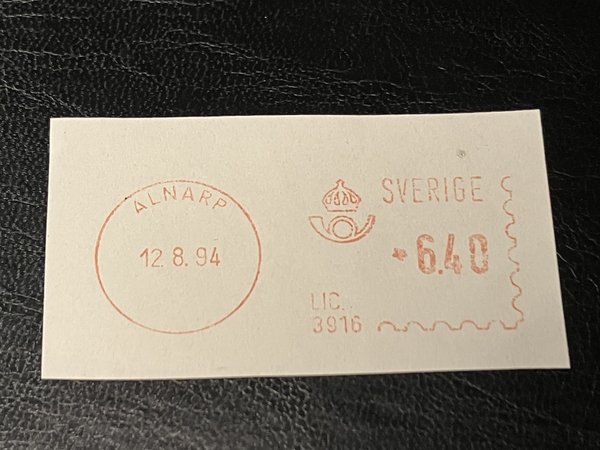 ALNARP
12.8.94
SVERIGE
*6.40
LIC.
3916